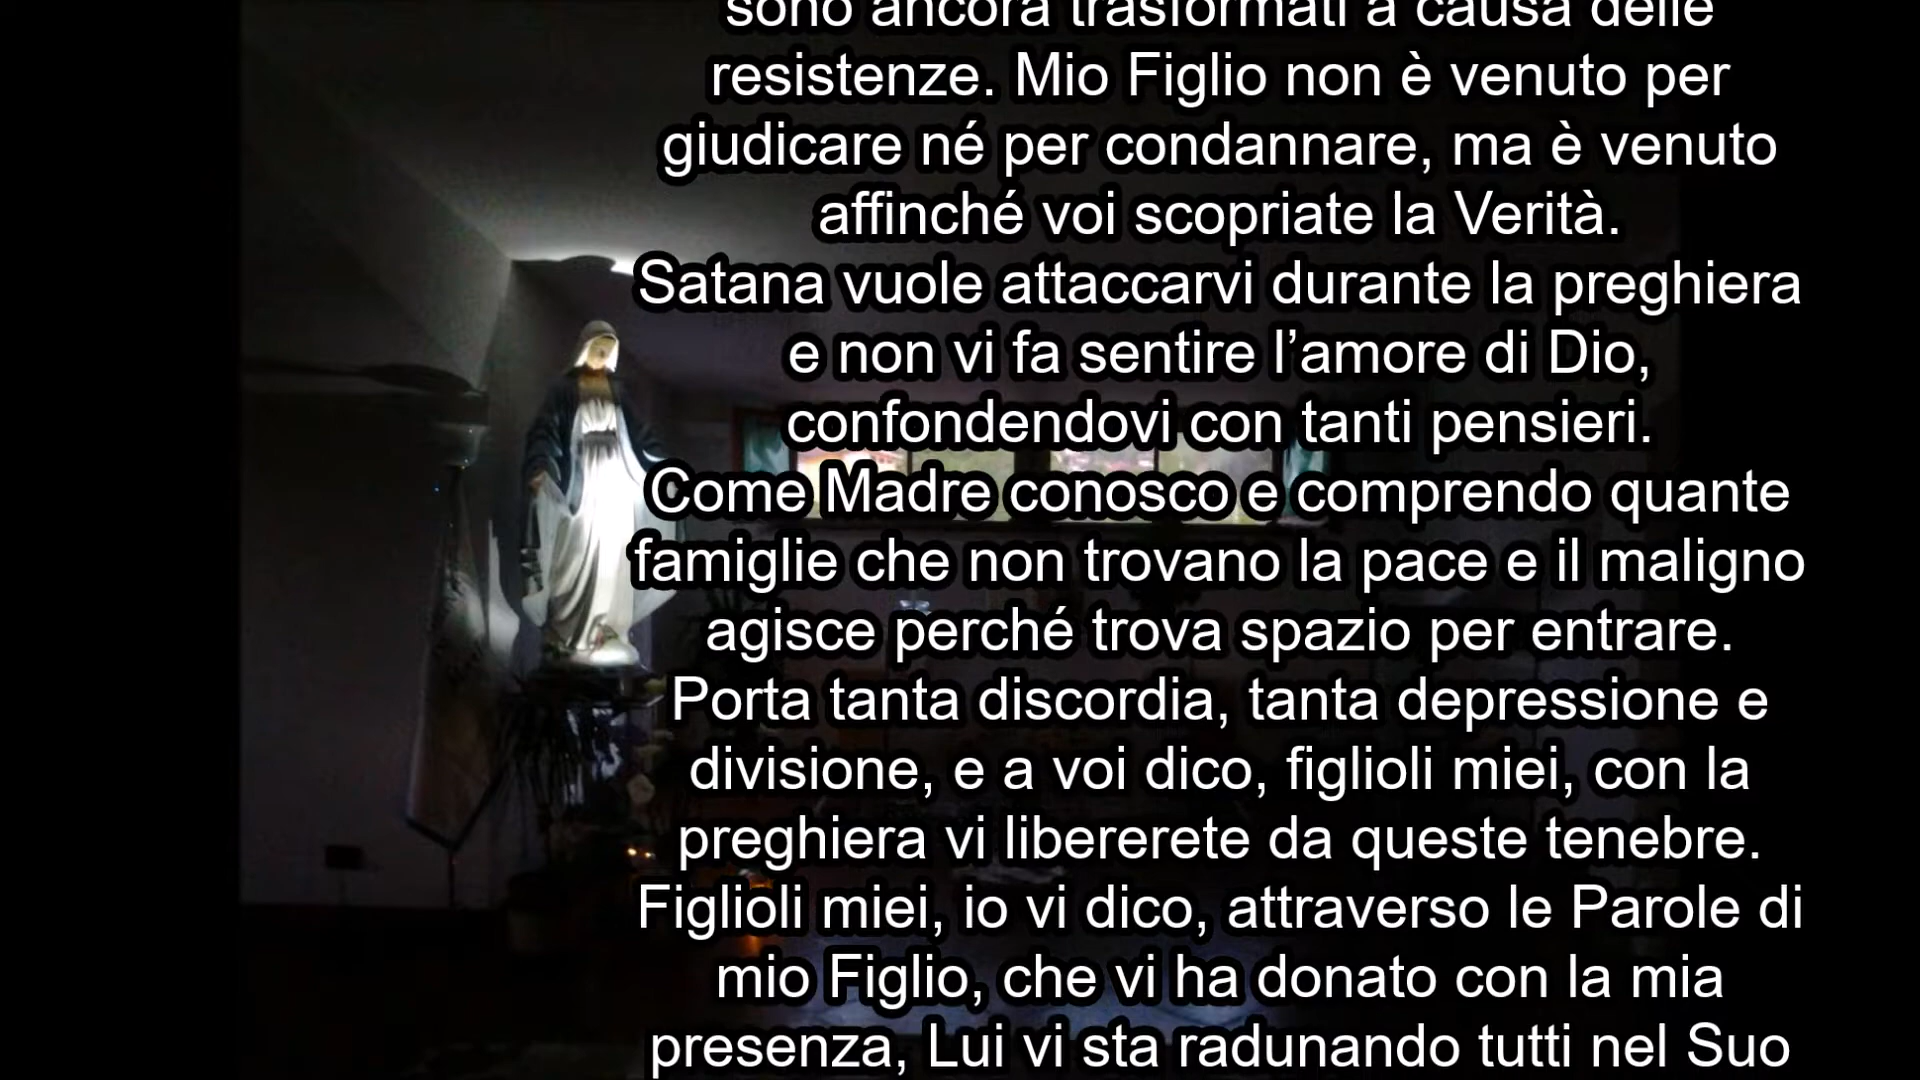 sono ancora trasformati a causa delle
resistenze. Mio Figlio non è venuto per
giudicare né per condannare, ma è venuto
affinché voi scopriate la Verità.
Satana vuole attaccarvi durante la preghiera
e non vi fa sentire l’amore di Dio,
confondendovi con tanti pensieri.
Come Madre conosco e comprendo quante
famiglie che non trovano la pace e il maligno
agisce perché trova spazio per entrare.
Porta tanta discordia, tanta depressione e
divisione, e a voi dico, figlioli miei, con la
preghiera vi libererete da queste tenebre.
Figlioli miei, io vi dico, attraverso le Parole di
mio Figlio, che vi ha donato con la mia
presenza, Lui vi sta radunando tutti nel Suo